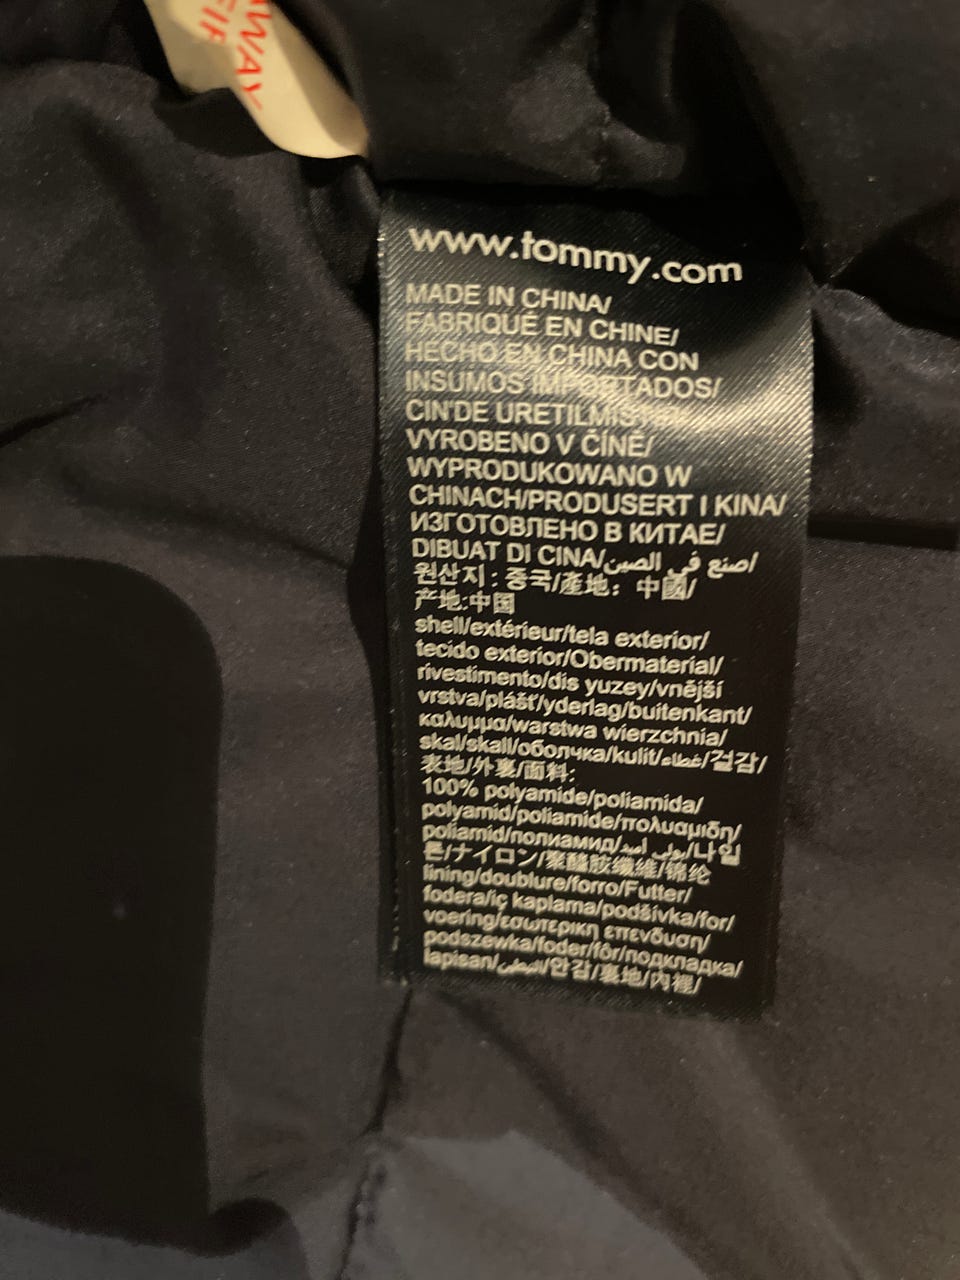 WAY
www.tommy.com
MADE IN CHINA/
FABRIQUÉ EN CHINE/
HECHO EN CHINA CON
INSUMOS IMPORTADOS/
CIN'DE URETILMISTIR/
VYROBENO V ČÍNĚ/
WYPRODUKOWANO W
CHINACH/PRODUSERT I KINA/
ИЗГОТОВЛЕНО В КИТАЕ/
DIBUAT DI CINA/صنع في الصين/
원산지: 중국/產地: 中國/
产地:中国
shell/extérieur/tela exterior/
tecido exterior/Obermaterial/
rivestimento/dis yuzey/vnější
vrstva/plášť/yderlag/buitenkant/
καλυμμα/warstwa wierzchnia/
skal/skall/оболчка/kulit/غطاء/겉감/
表地/外裏/面料:
100% polyamide/poliamida/
polyamid/poliamide/πολυαμιδη/
poliamid/полиамид/나일
론/ナイロン/聚醯胺纖維/锦纶
lining/doublure/forro/Futter/
fodera/iç kaplama/podšívka/for/
voering/εσωτερικη επενδυση/
podszewka/foder/fôr/подкладка/
lapisan/안감/裏地/內裡/